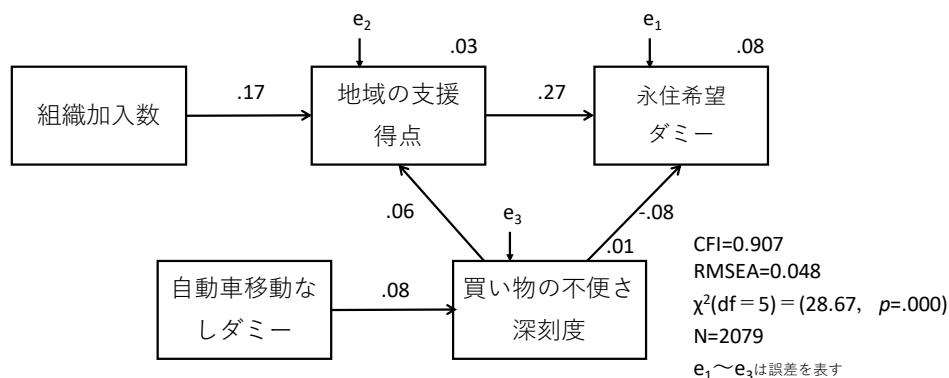 e2
.03
e1
.08
組織加入数
.17
地域の支援
得点
.27
永住希望
ダミー
.06
e3
-.08
.01
自動車移動な
しダミー
.08
買い物の不便さ
深刻度
CFI=0.907
RMSEA=0.048
χ²(df=5)=(28.67, p=.000)
N=2079
e1～e3は誤差を表す